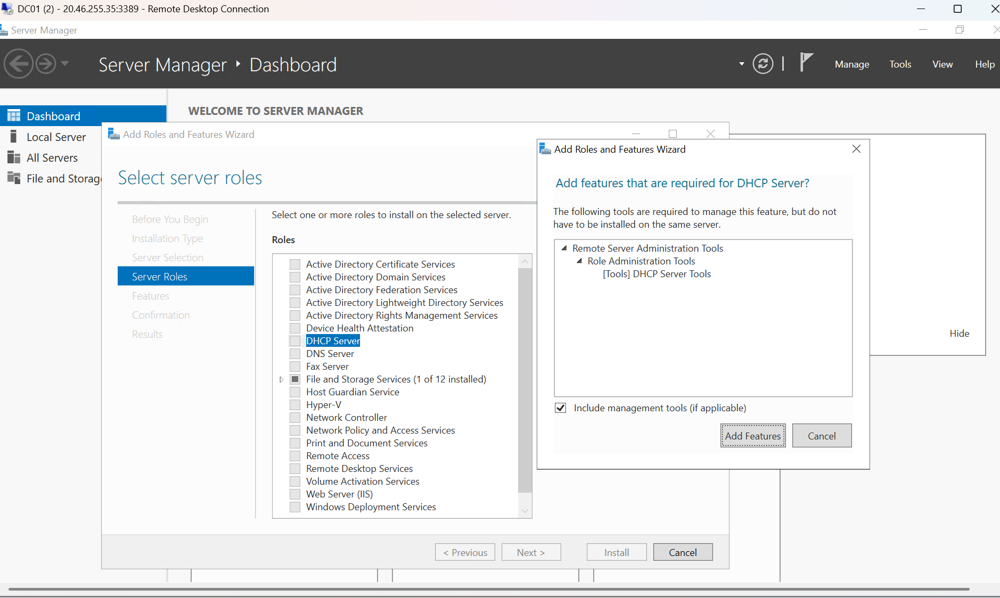 DC01 (2) - 20.46.255.35:3389 - Remote Desktop Connection
Server Manager
Server Manager ‣ Dashboard
Manage
Tools
View
Help
Dashboard
Local Server
All Servers
File and Storag
WELCOME TO SERVER MANAGER
Hide
Add Roles and Features Wizard
Select server roles
Before You Begin
Installation Type
Server Selection
Server Roles
Features
Confirmation
Results
Select one or more roles to install on the selected server.
Roles
Active Directory Certificate Services
Active Directory Domain Services
Active Directory Federation Services
Active Directory Lightweight Directory Services
Active Directory Rights Management Services
Device Health Attestation
DHCP Server
DNS Server
Fax Server
File and Storage Services (1 of 12 installed)
Host Guardian Service
Hyper-V
Network Controller
Network Policy and Access Services
Print and Document Services
Remote Access
Remote Desktop Services
Volume Activation Services
Web Server (IIS)
Windows Deployment Services
< Previous
Next >
Install
Cancel
Add Roles and Features Wizard
Add features that are required for DHCP Server?
The following tools are required to manage this feature, but do not
have to be installed on the same server.
Remote Server Administration Tools
Role Administration Tools
[Tools] DHCP Server Tools
Include management tools (if applicable)
Add Features
Cancel